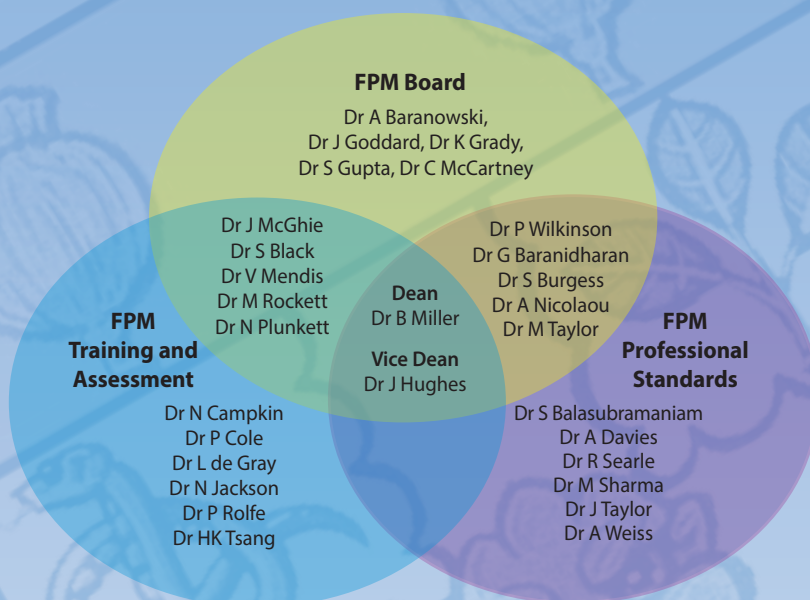 FPM Board
Dr A Baranowski,
Dr J Goddard, Dr K Grady,
Dr S Gupta, Dr C McCartney
Dr J McGhie
Dr S Black
Dr V Mendis
Dr M Rockett
Dr N Plunkett
Dr P Wilkinson
Dr G Baranidharan
Dr S Burgess
Dr A Nicolaou
Dr M Taylor
Dean
Dr B Miller
Vice Dean
Dr J Hughes
FPM
Training and
Assessment
Dr N Campkin
Dr P Cole
Dr L de Gray
Dr N Jackson
Dr P Rolfe
Dr HK Tsang
FPM
Professional
Standards
Dr S Balasubramaniam
Dr A Davies
Dr R Searle
Dr M Sharma
Dr J Taylor
Dr A Weiss